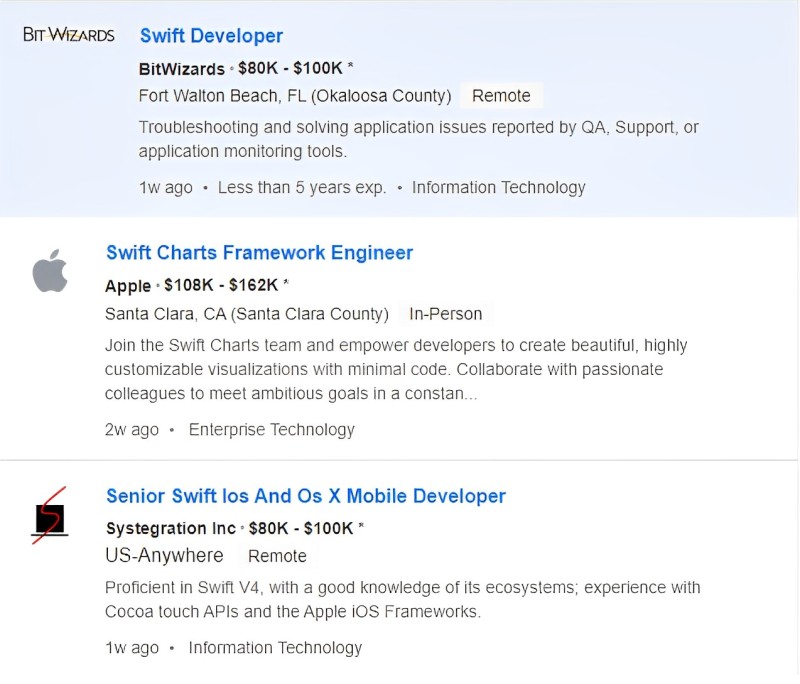 BIT-WIZARDS
Swift Developer
BitWizards • $80K - $100K *
Fort Walton Beach, FL (Okaloosa County) Remote
Troubleshooting and solving application issues reported by QA, Support, or
application monitoring tools.
1w ago • Less than 5 years exp. • Information Technology
Swift Charts Framework Engineer
Apple • $108K - $162K *
Santa Clara, CA (Santa Clara County) In-Person
Join the Swift Charts team and empower developers to create beautiful, highly
customizable visualizations with minimal code. Collaborate with passionate
colleagues to meet ambitious goals in a constan...
2w ago • Enterprise Technology
Senior Swift Ios And Os X Mobile Developer
Systegration Inc • $80K - $100K *
US-Anywhere Remote
Proficient in Swift V4, with a good knowledge of its ecosystems; experience with
Cocoa touch APIs and the Apple iOS Frameworks.
1w ago • Information Technology